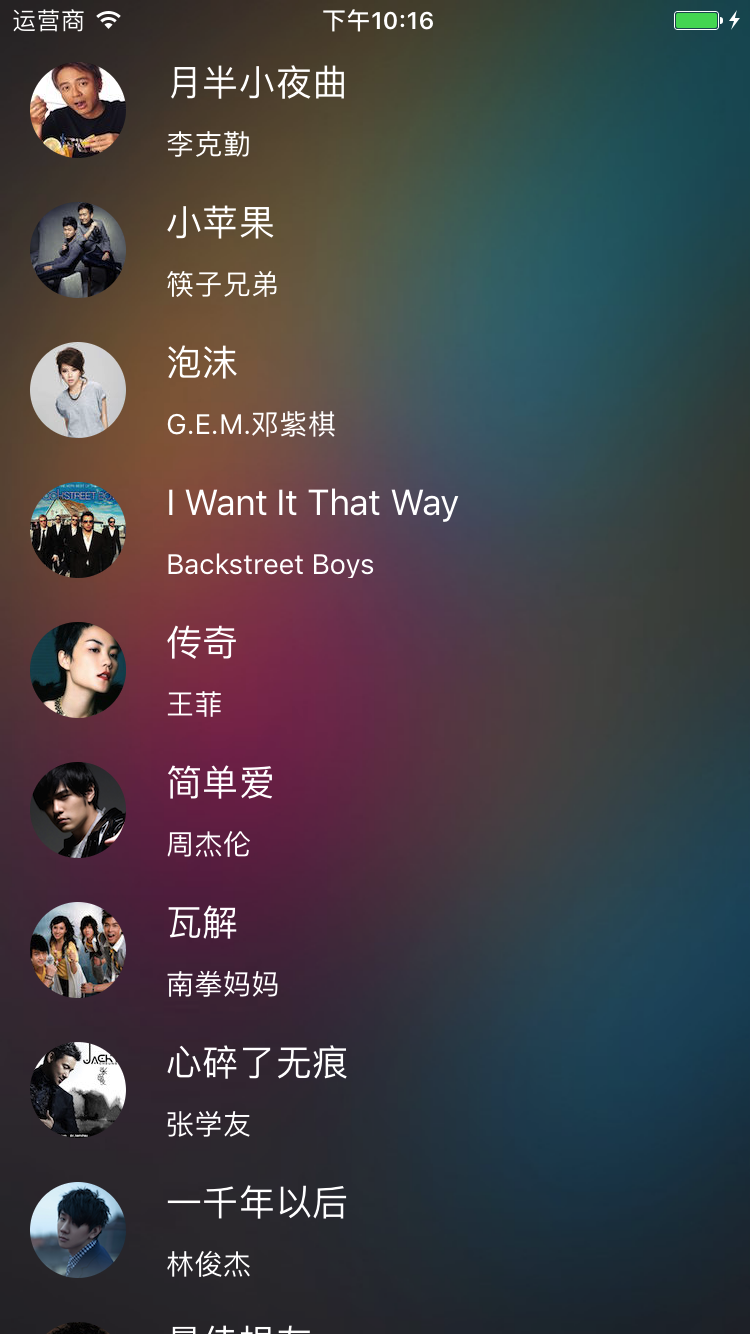 运营商 下午10:16
月半小夜曲
李克勤
小苹果
筷子兄弟
泡沫
G.E.M.邓紫棋
I Want It That Way
Backstreet Boys
传奇
王菲
简单爱
周杰伦
瓦解
南拳妈妈
心碎了无痕
张学友
一千年以后
林俊杰